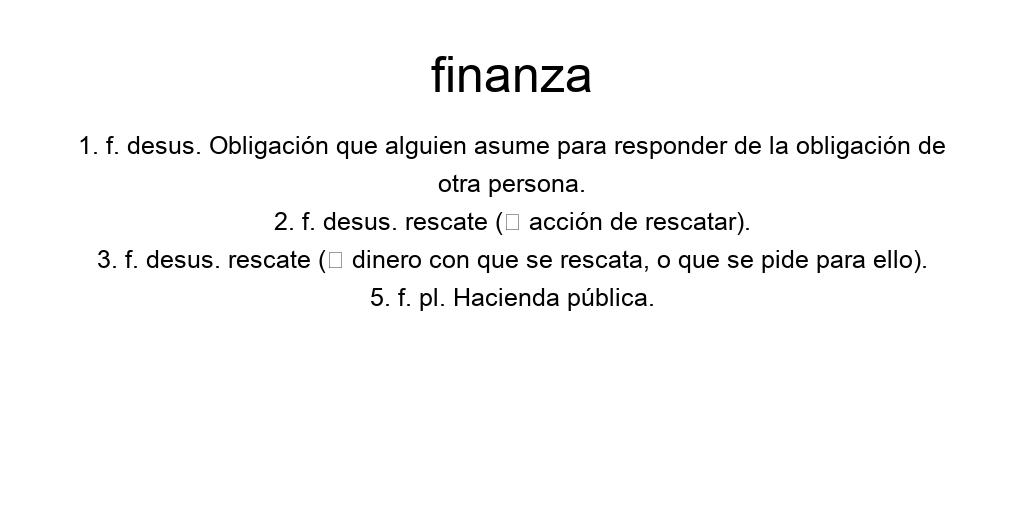 finanza
1. f. desus. Obligación que alguien asume para responder de la obligación de
otra persona.
2. f. desus. rescate (□ acción de rescatar).
3. f. desus. rescate (□ dinero con que se rescata, o que se pide para ello).
5. f. pl. Hacienda pública.